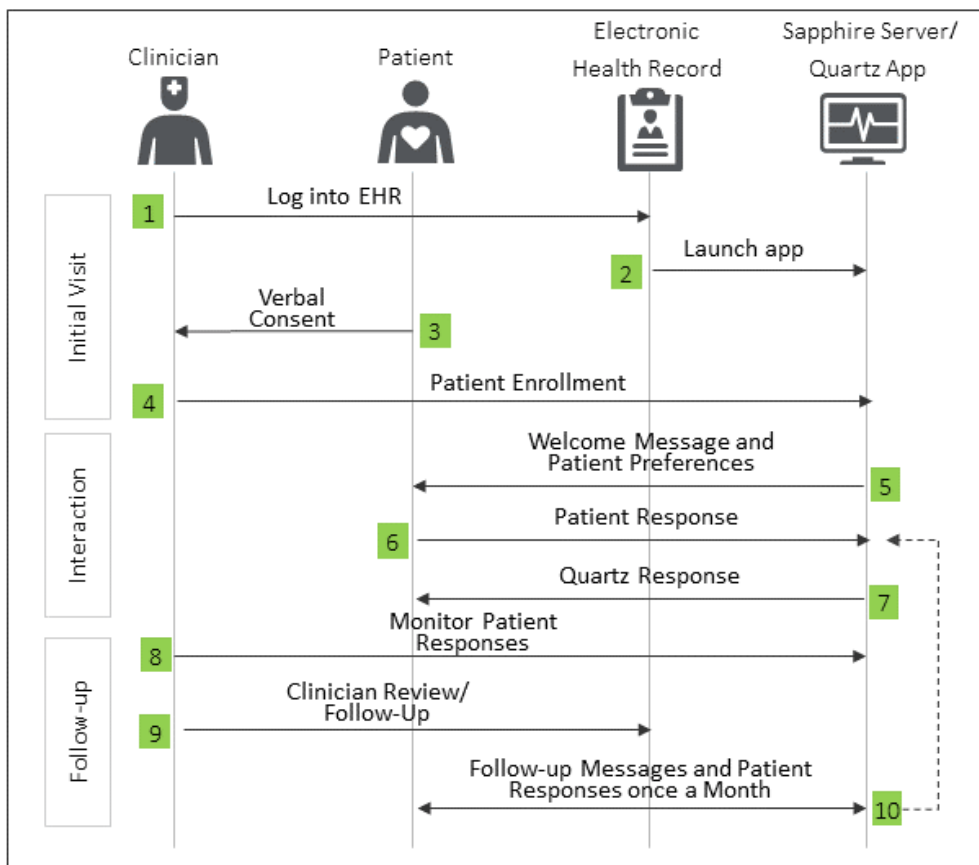 Clinician
Patient
Electronic
Health Record
Sapphire Server/
Quartz App
Initial Visit
1
Log into EHR
2
Launch app
Verbal
Consent
3
4
Patient Enrollment
Interaction
Welcome Message and
Patient Preferences
5
Patient Response
6
Quartz Response
7
Follow-up
Monitor Patient
Responses
8
Clinician Review/
Follow-Up
9
Follow-up Messages and Patient
Responses once a Month
10